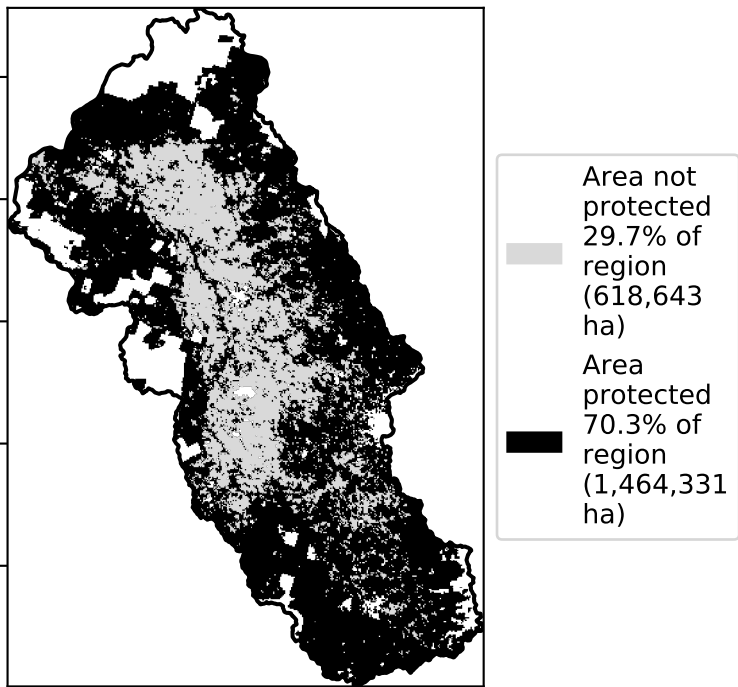 Area not
protected
29.7% of
region
(618,643
ha)
Area
protected
70.3% of
region
(1,464,331
ha)